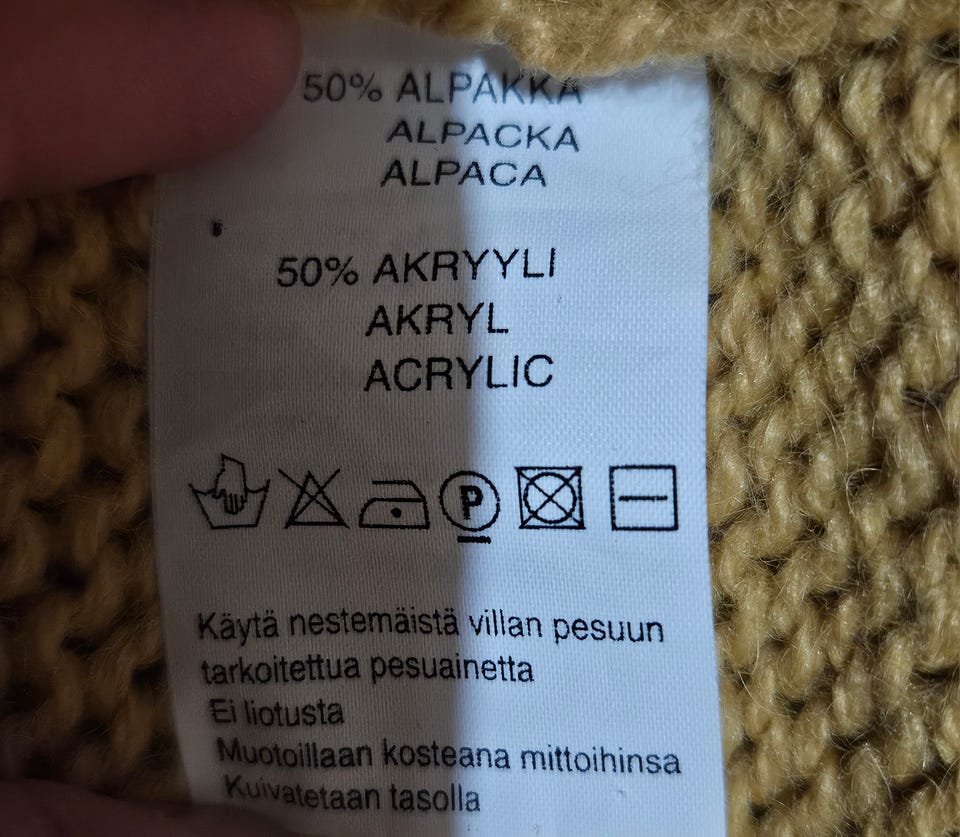 50% ALPAKKA
ALPACKA
ALPACA
50% AKRYYLI
AKRYL
ACRYLIC
P
Käytä nestemäistä villan pesuun
tarkoitettua pesuainetta
Ei liotusta
Muotoillaan kosteana mittoihinsa
Kuivatetaan tasolla